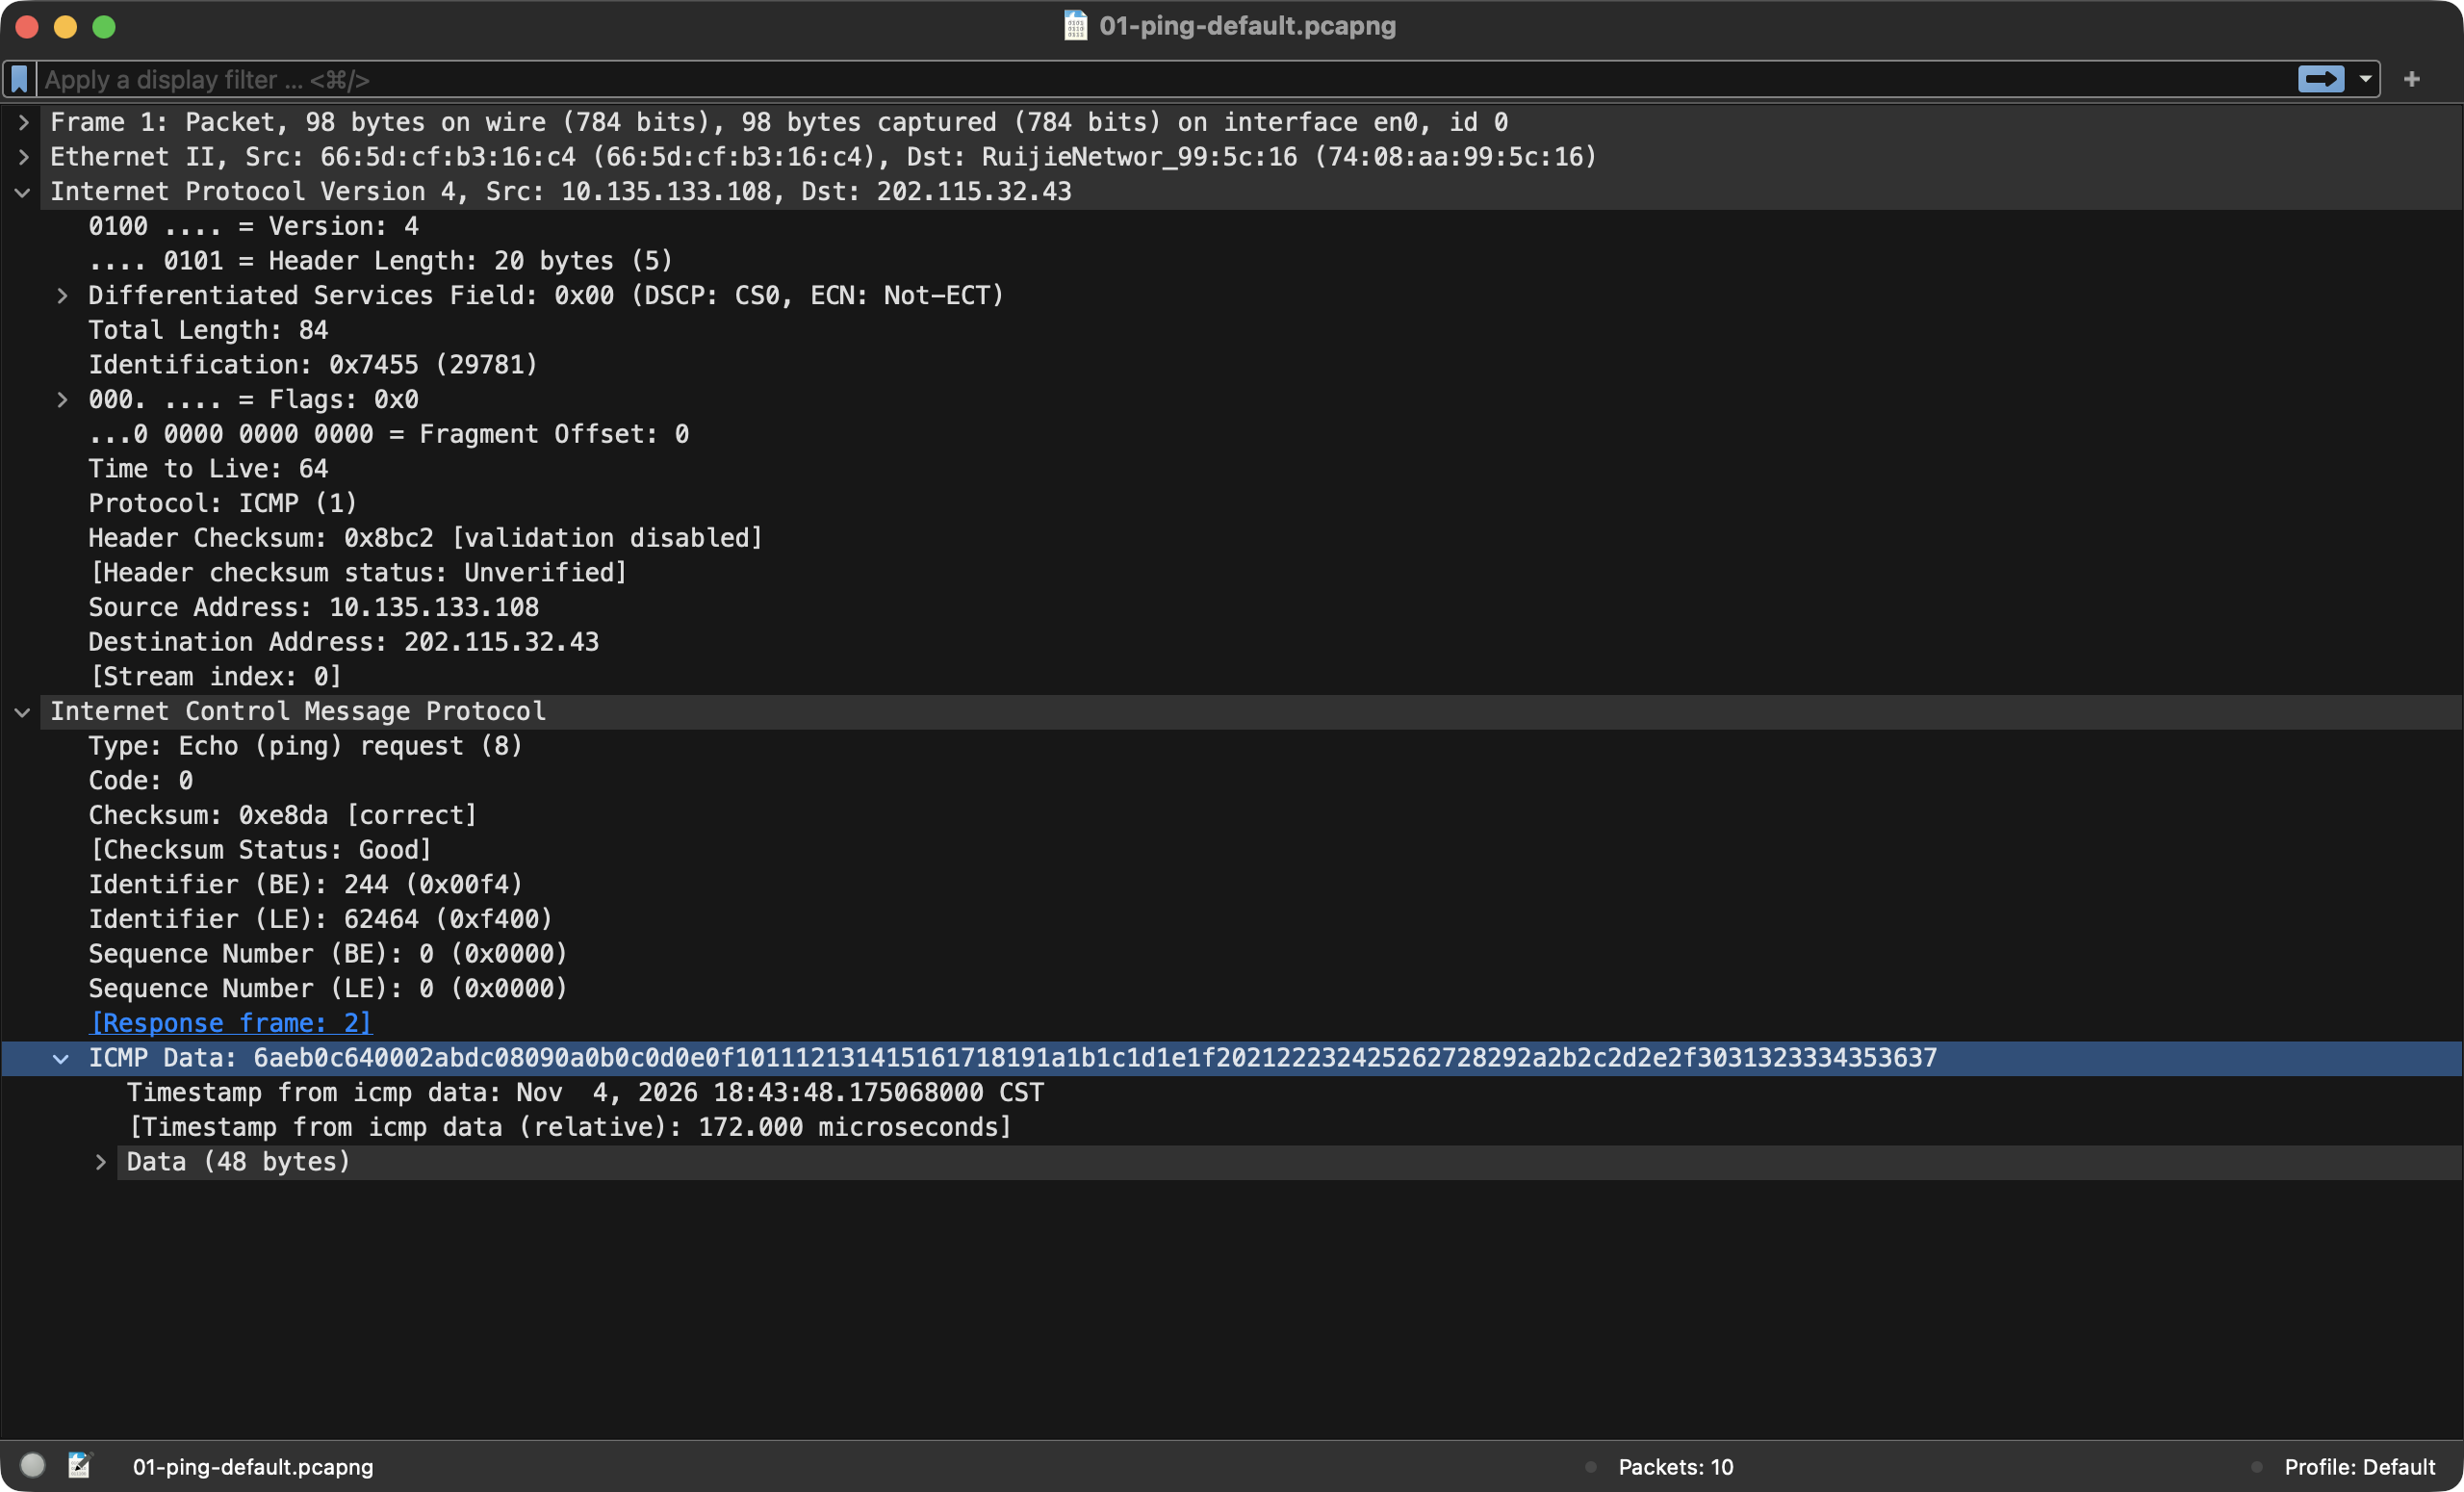 01-ping-default.pcapng
Apply a display filter ... <⌘/>
Frame 1: Packet, 98 bytes on wire (784 bits), 98 bytes captured (784 bits) on interface en0, id 0
Ethernet II, Src: 66:5d:cf:b3:16:c4 (66:5d:cf:b3:16:c4), Dst: RuijieNetwor_99:5c:16 (74:08:aa:99:5c:16)
Internet Protocol Version 4, Src: 10.135.133.108, Dst: 202.115.32.43
0100 .... = Version: 4
.... 0101 = Header Length: 20 bytes (5)
Differentiated Services Field: 0x00 (DSCP: CS0, ECN: Not-ECT)
Total Length: 84
Identification: 0x7455 (29781)
000. .... = Flags: 0x0
...0 0000 0000 0000 = Fragment Offset: 0
Time to Live: 64
Protocol: ICMP (1)
Header Checksum: 0x8bc2 [validation disabled]
[Header checksum status: Unverified]
Source Address: 10.135.133.108
Destination Address: 202.115.32.43
[Stream index: 0]
Internet Control Message Protocol
Type: Echo (ping) request (8)
Code: 0
Checksum: 0xe8da [correct]
[Checksum Status: Good]
Identifier (BE): 244 (0x00f4)
Identifier (LE): 62464 (0xf400)
Sequence Number (BE): 0 (0x0000)
Sequence Number (LE): 0 (0x0000)
[Response frame: 2]
ICMP Data: 6aeb0c640002abdc08090a0b0c0d0e0f101112131415161718191a1b1c1d1e1f202122232425262728292a2b2c2d2e2f3031323334353637
Timestamp from icmp data: Nov  4, 2026 18:43:48.175068000 CST
[Timestamp from icmp data (relative): 172.000 microseconds]
Data (48 bytes)
01-ping-default.pcapng
Packets: 10
Profile: Default